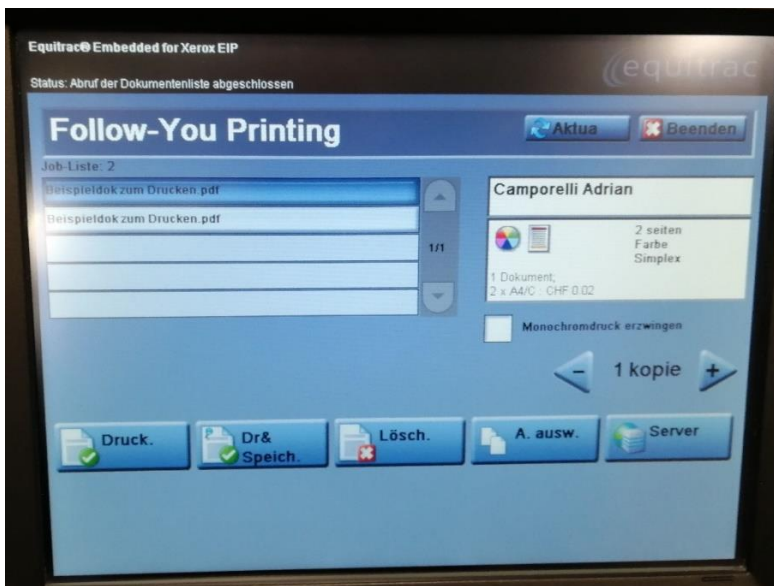 Equitrac® Embedded for Xerox EIP
equitrac
Status: Abruf der Dokumentenliste abgeschlossen
Follow-You Printing
Aktua
Beenden
Job-Liste: 2
Beispieldok zum Drucken.pdf
Beispieldok zum Drucken.pdf
1/1
Camporelli Adrian
2 seiten
Farbe
Simplex
1 Dokument;
2 x A4/C : CHF 0.02
Monochromdruck erzwingen
- 1 kopie +
Druck.
Dr&
Speich.
Lösch.
A. ausw.
Server